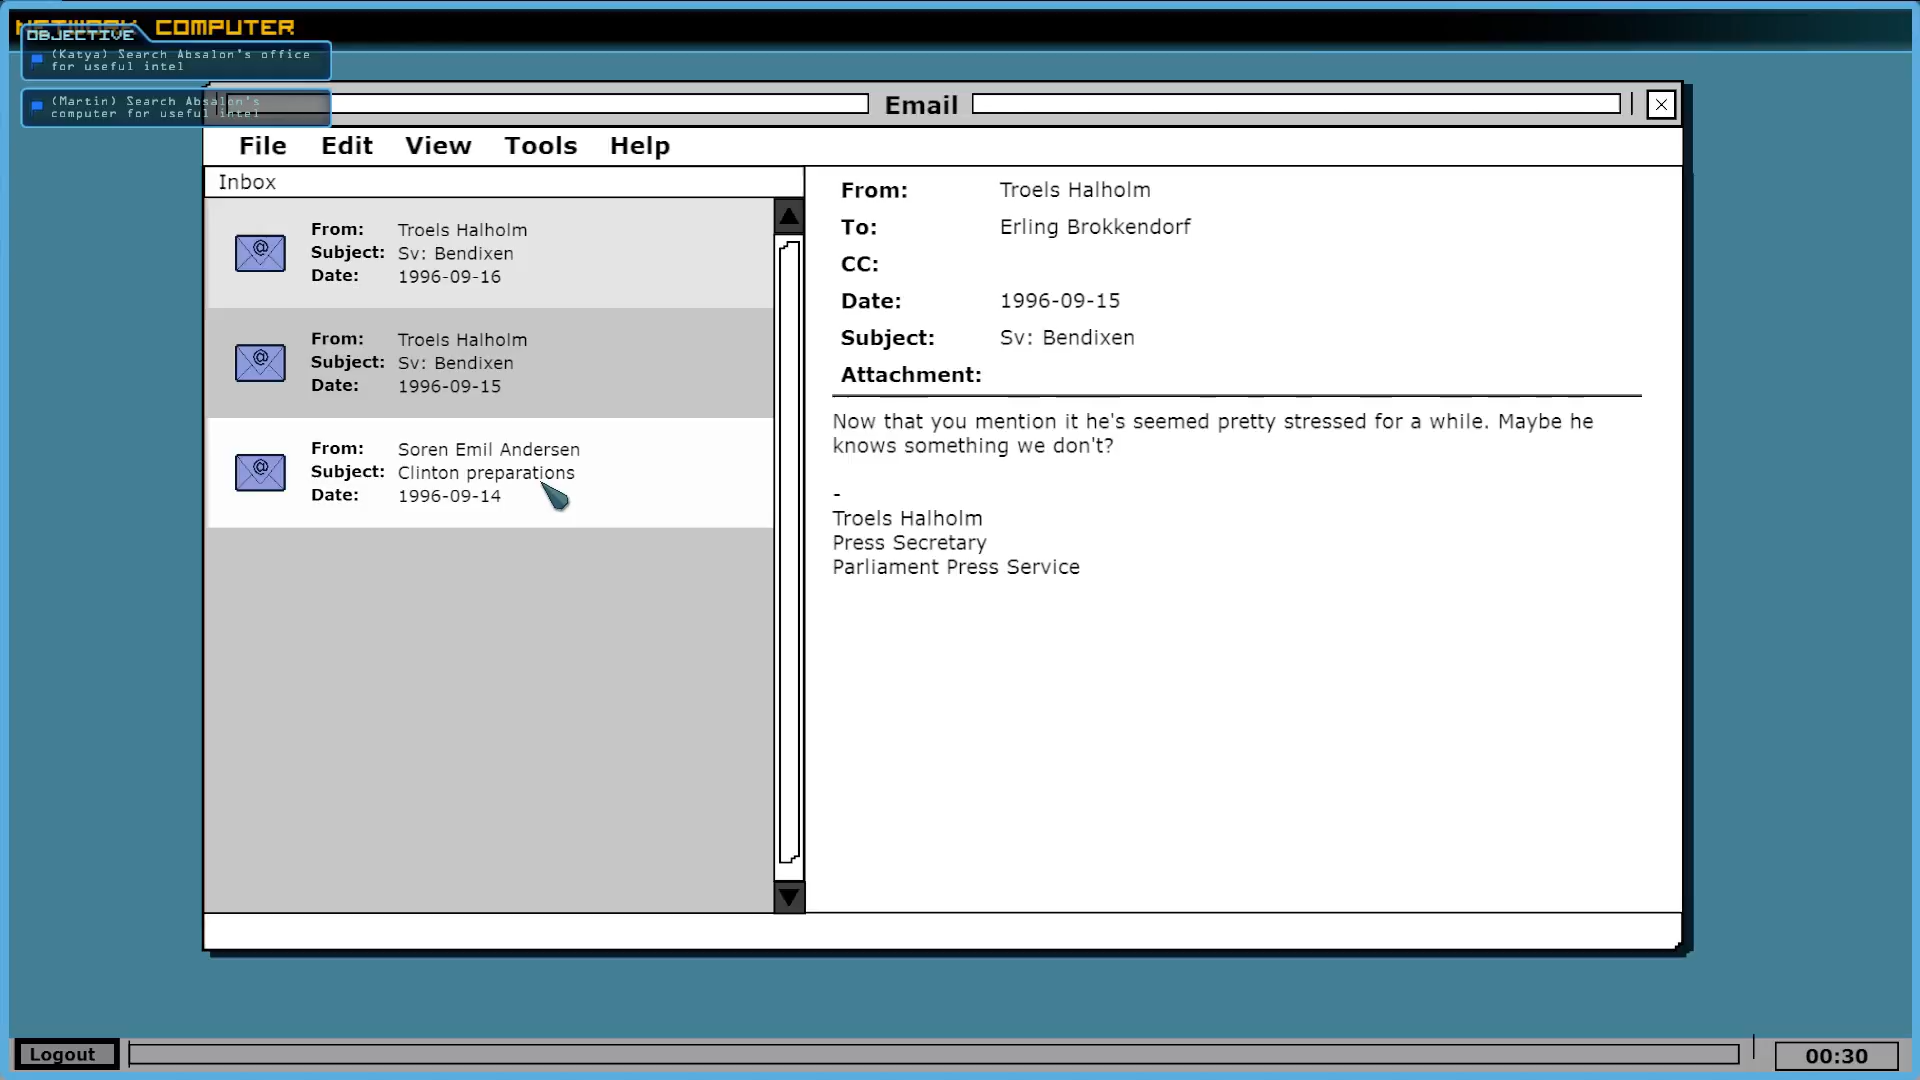 NETWORK COMPUTER
OBJECTIVE
(Katya) Search Absalon's office
for useful intel
(Martin) Search Absalon's
computer for useful intel
Email
File Edit View Tools Help
Inbox
From: Troels Halholm
Subject: Sv: Bendixen
Date: 1996-09-16
From: Troels Halholm
Subject: Sv: Bendixen
Date: 1996-09-15
From: Soren Emil Andersen
Subject: Clinton preparations
Date: 1996-09-14
From: Troels Halholm
To: Erling Brokkendorf
CC:
Date: 1996-09-15
Subject: Sv: Bendixen
Attachment:
Now that you mention it he's seemed pretty stressed for a while. Maybe he
knows something we don't?
-
Troels Halholm
Press Secretary
Parliament Press Service
Logout
00:30